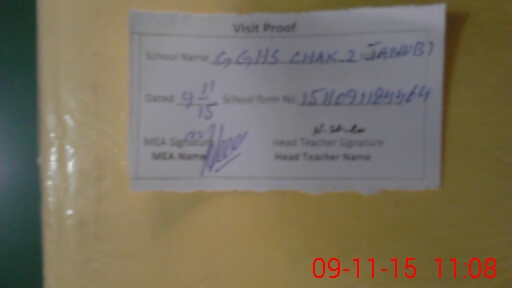 Visit Proof
School Name GGHS CHAK.2 JANUBI
Dated 9 11/15 School form No.
MEA Signature Head Teacher Signature
MEA Name Head Teacher Name
09-11-15 11:08